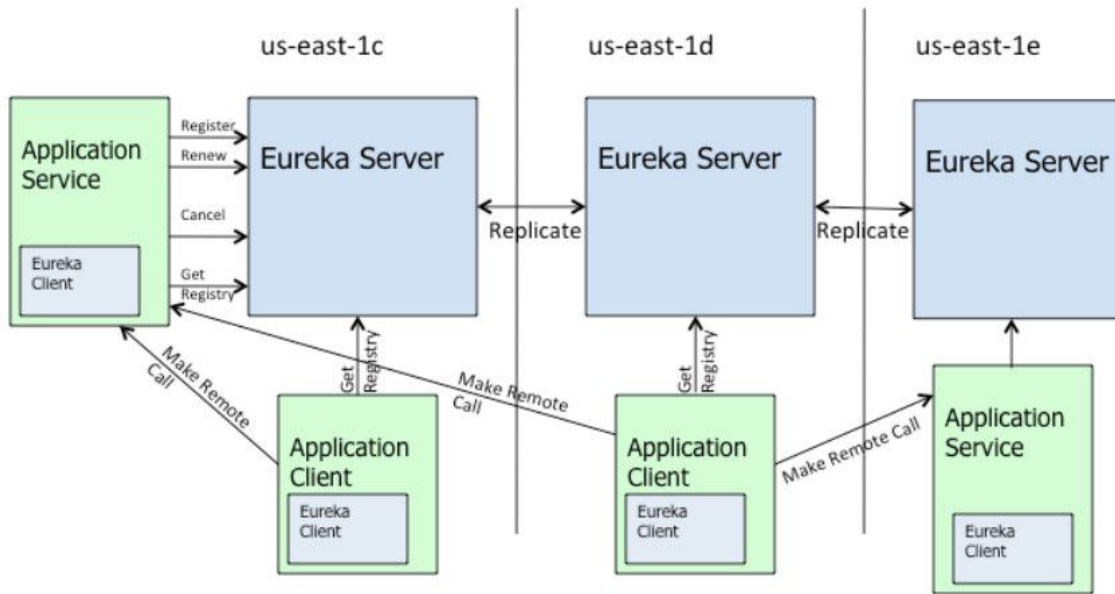 us-east-1c
us-east-1d
us-east-1e
Application
Service
Eureka
Client
Register
Renew
Cancel
Get
Registry
Eureka Server
Replicate
Eureka Server
Replicate
Eureka Server
Make Remote
Call
Get
Registry
Make Remote
Call
Get
Registry
Make Remote Call
Application
Client
Eureka
Client
Application
Client
Eureka
Client
Application
Service
Eureka
Client